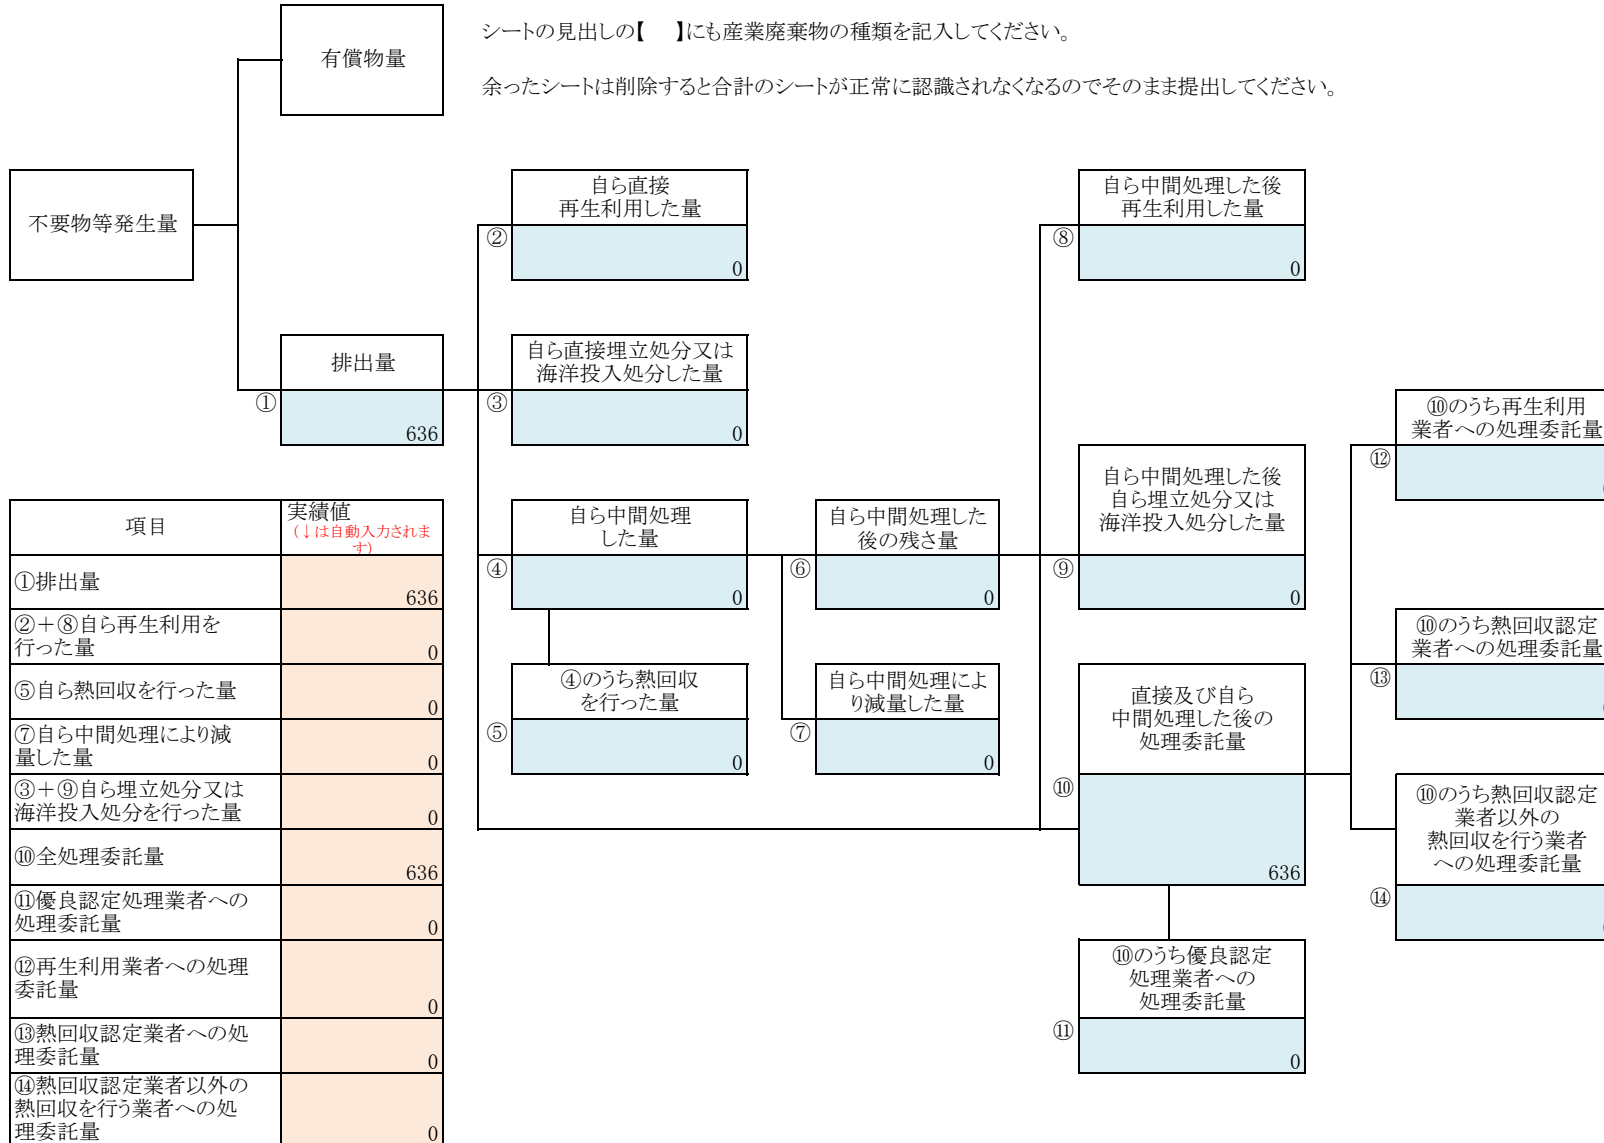 シートの見出しの【　】にも産業廃棄物の種類を記入してください。
余ったシートは削除すると合計のシートが正常に認識されなくなるのでそのまま提出してください。
有償物量
不要物等発生量
自ら直接
再生利用した量
②
0
自ら中間処理した後
再生利用した量
⑧
0
排出量
①
636
自ら直接埋立処分又は
海洋投入処分した量
③
0
⑩のうち再生利用
業者への処理委託量
⑫
自ら中間処理した後
自ら埋立処分又は
海洋投入処分した量
⑨
0
自ら中間処理
した量
④
0
自ら中間処理した
後の残さ量
⑥
0
⑩のうち熱回収認定
業者への処理委託量
⑬
④のうち熱回収
を行った量
⑤
0
自ら中間処理によ
り減量した量
⑦
0
直接及び自ら
中間処理した後の
処理委託量
⑩
636
⑩のうち熱回収認定
業者以外の
熱回収を行う業者
への処理委託量
⑭
⑩のうち優良認定
処理業者への
処理委託量
⑪
0
項目
実績値
（↓は自動入力されま
す）
①排出量
636
②＋⑧自ら再生利用を
行った量
0
⑤自ら熱回収を行った量
0
⑦自ら中間処理により減
量した量
0
③＋⑨自ら埋立処分又は
海洋投入処分を行った量
0
⑩全処理委託量
636
⑪優良認定処理業者への
処理委託量
0
⑫再生利用業者への処理
委託量
0
⑬熱回収認定業者への処
理委託量
0
⑭熱回収認定業者以外の
熱回収を行う業者への処
理委託量
0